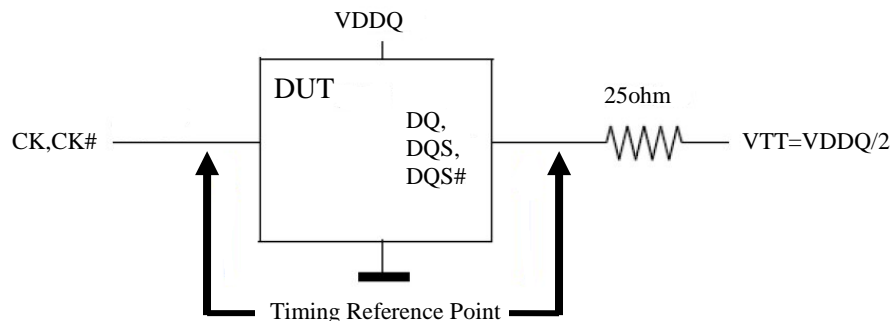 VDDQ
DUT
25ohm
CK,CK#
DQ,
DQS,
DQS#
VTT=VDDQ/2
Timing Reference Point